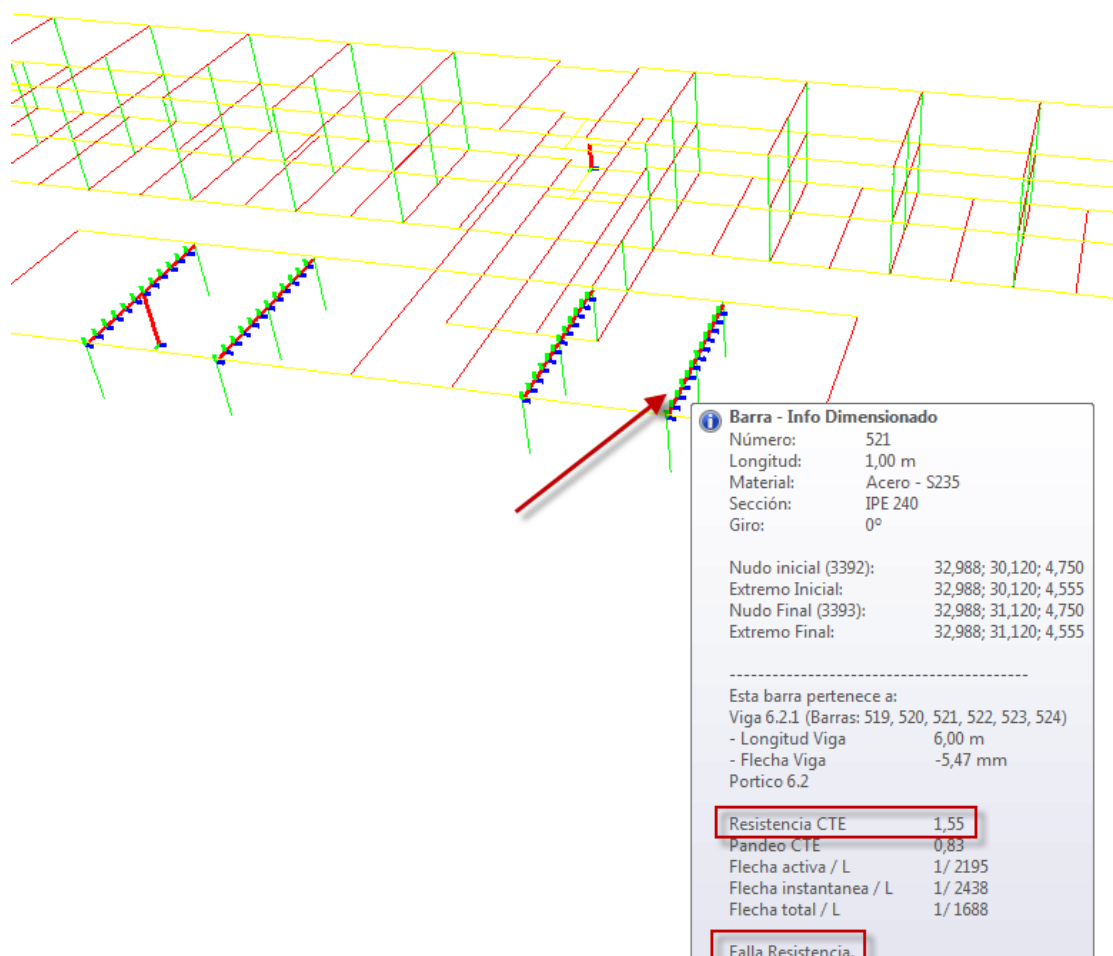 Barra - Info Dimensionado
Número: 521
Longitud: 1,00 m
Material: Acero - S235
Sección: IPE 240
Giro: 0º
Nudo inicial (3392): 32,988; 30,120; 4,750
Extremo Inicial: 32,988; 30,120; 4,555
Nudo Final (3393): 32,988; 31,120; 4,750
Extremo Final: 32,988; 31,120; 4,555
------------------------------------------
Esta barra pertenece a:
Viga 6.2.1 (Barras: 519, 520, 521, 522, 523, 524)
- Longitud Viga 6,00 m
- Flecha Viga -5,47 mm
Portico 6.2
Resistencia CTE 1,55
Pandeo CTE 0,83
Flecha activa / L 1/ 2195
Flecha instantanea / L 1/ 2438
Flecha total / L 1/ 1688
Falla Resistencia.